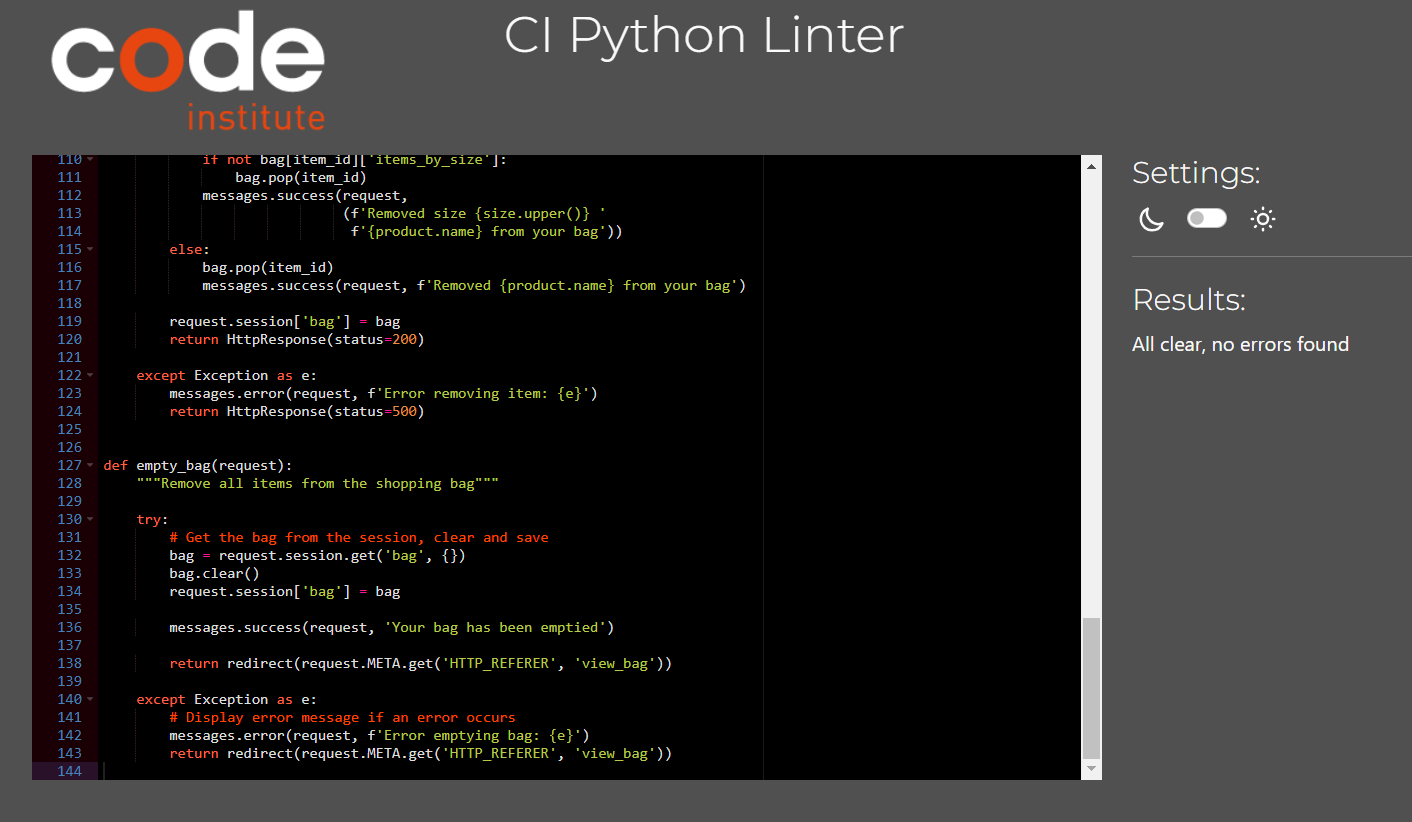 code
institute
CI Python Linter
110 if not bag[item_id]['items_by_size']:
111 bag.pop(item_id)
112 messages.success(request,
113 (f'Removed size {size.upper()} '
114 f'{product.name} from your bag'))
115 else:
116 bag.pop(item_id)
117 messages.success(request, f'Removed {product.name} from your bag')
118
119 request.session['bag'] = bag
120 return HttpResponse(status=200)
121
122 except Exception as e:
123 messages.error(request, f'Error removing item: {e}')
124 return HttpResponse(status=500)
125
126
127 def empty_bag(request):
128 """Remove all items from the shopping bag"""
129
130 try:
131 # Get the bag from the session, clear and save
132 bag = request.session.get('bag', {})
133 bag.clear()
134 request.session['bag'] = bag
135
136 messages.success(request, 'Your bag has been emptied')
137
138 return redirect(request.META.get('HTTP_REFERER', 'view_bag'))
139
140 except Exception as e:
141 # Display error message if an error occurs
142 messages.error(request, f'Error emptying bag: {e}')
143 return redirect(request.META.get('HTTP_REFERER', 'view_bag'))
144
Settings:
Results:
All clear, no errors found